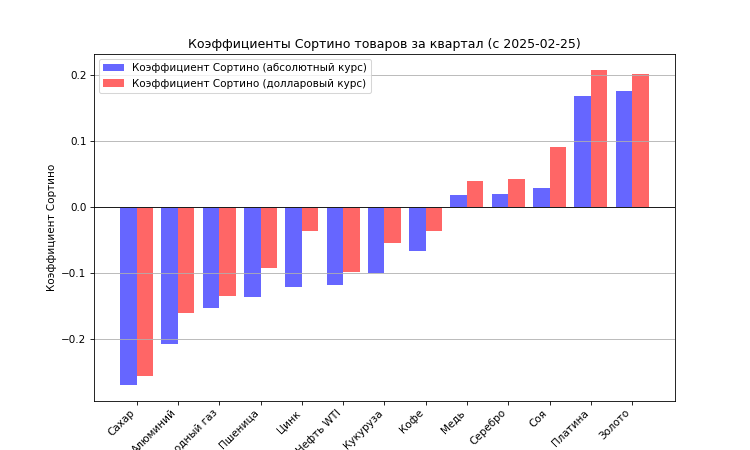 Коэффициенты Сортино товаров за квартал (с 2025-02-25)
Коэффициент Сортино (абсолютный курс)
Коэффициент Сортино (долларовый курс)
Коэффициент Сортино
0.2
0.1
0.0
−0.1
−0.2
Сахар
Алюминий
газ
Пшеница
Цинк
Нефть WTI
Кукуруза
Кофе
Медь
Серебро
Соя
Платина
Золото